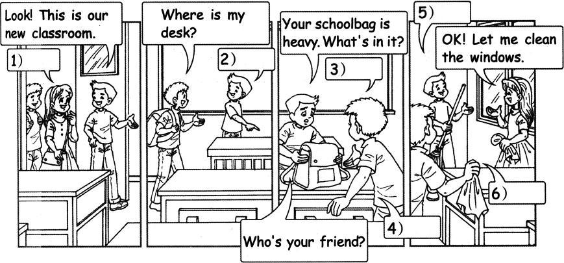 Look! This is our
new classroom.
1)
Where is my
desk?
2)
Your schoolbag is
heavy. What's in it?
3)
Who's your friend?
4)
5)
OK! Let me clean
the windows.
6)